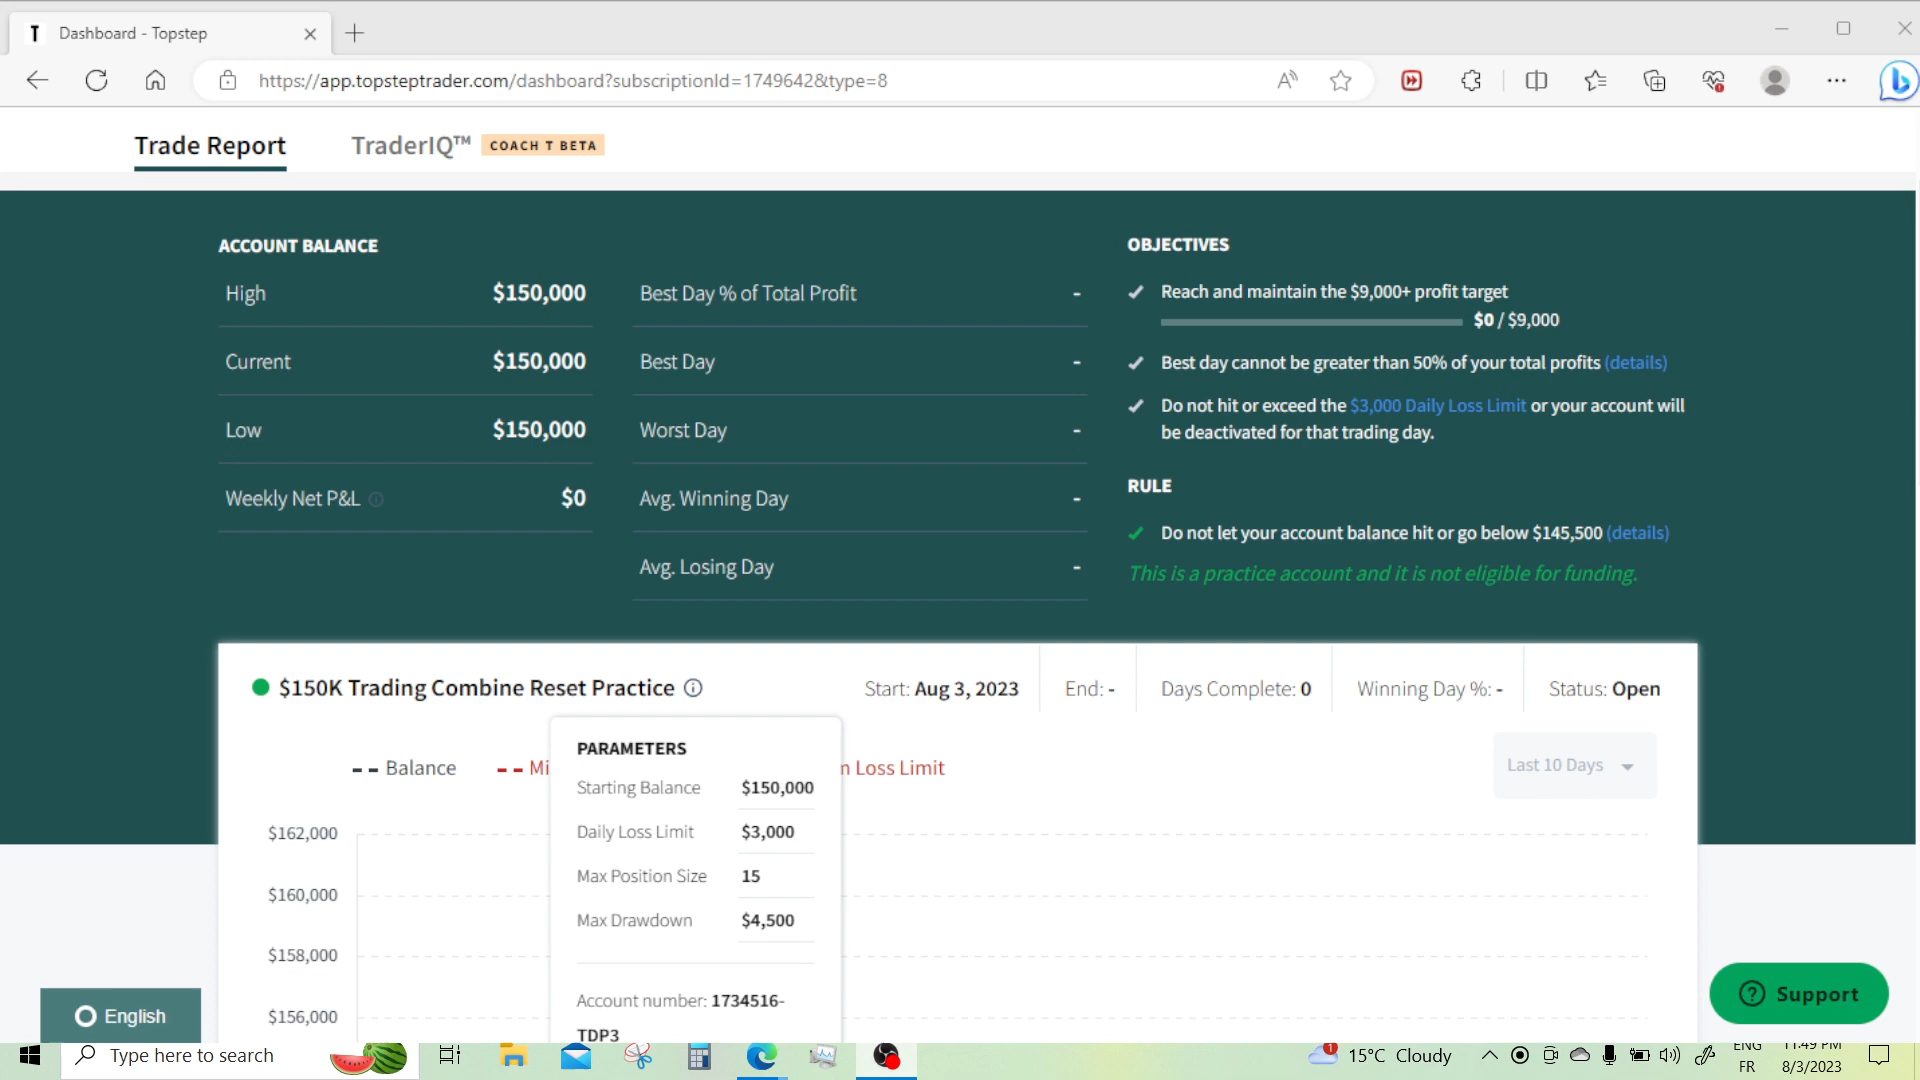 Dashboard - Topstep
https://app.topsteptrader.com/dashboard?subscriptionId=1749642&type=8
Trade Report
TraderIQ™ COACH T BETA
ACCOUNT BALANCE
High $150,000
Current $150,000
Low $150,000
Weekly Net P&L $0
Best Day % of Total Profit -
Best Day -
Worst Day -
Avg. Winning Day -
Avg. Losing Day -
OBJECTIVES
Reach and maintain the $9,000+ profit target
$0 / $9,000
Best day cannot be greater than 50% of your total profits (details)
Do not hit or exceed the $3,000 Daily Loss Limit or your account will
be deactivated for that trading day.
RULE
Do not let your account balance hit or go below $145,500 (details)
This is a practice account and it is not eligible for funding.
$150K Trading Combine Reset Practice
Start: Aug 3, 2023
End: -
Days Complete: 0
Winning Day %: -
Status: Open
Balance
Mi
m Loss Limit
Last 10 Days
PARAMETERS
Starting Balance $150,000
Daily Loss Limit $3,000
Max Position Size 15
Max Drawdown $4,500
Account number: 1734516-
TDP3
$162,000
$160,000
$158,000
$156,000
English
Support
Type here to search
15°C Cloudy
ENG
FR
11:49 PM
8/3/2023